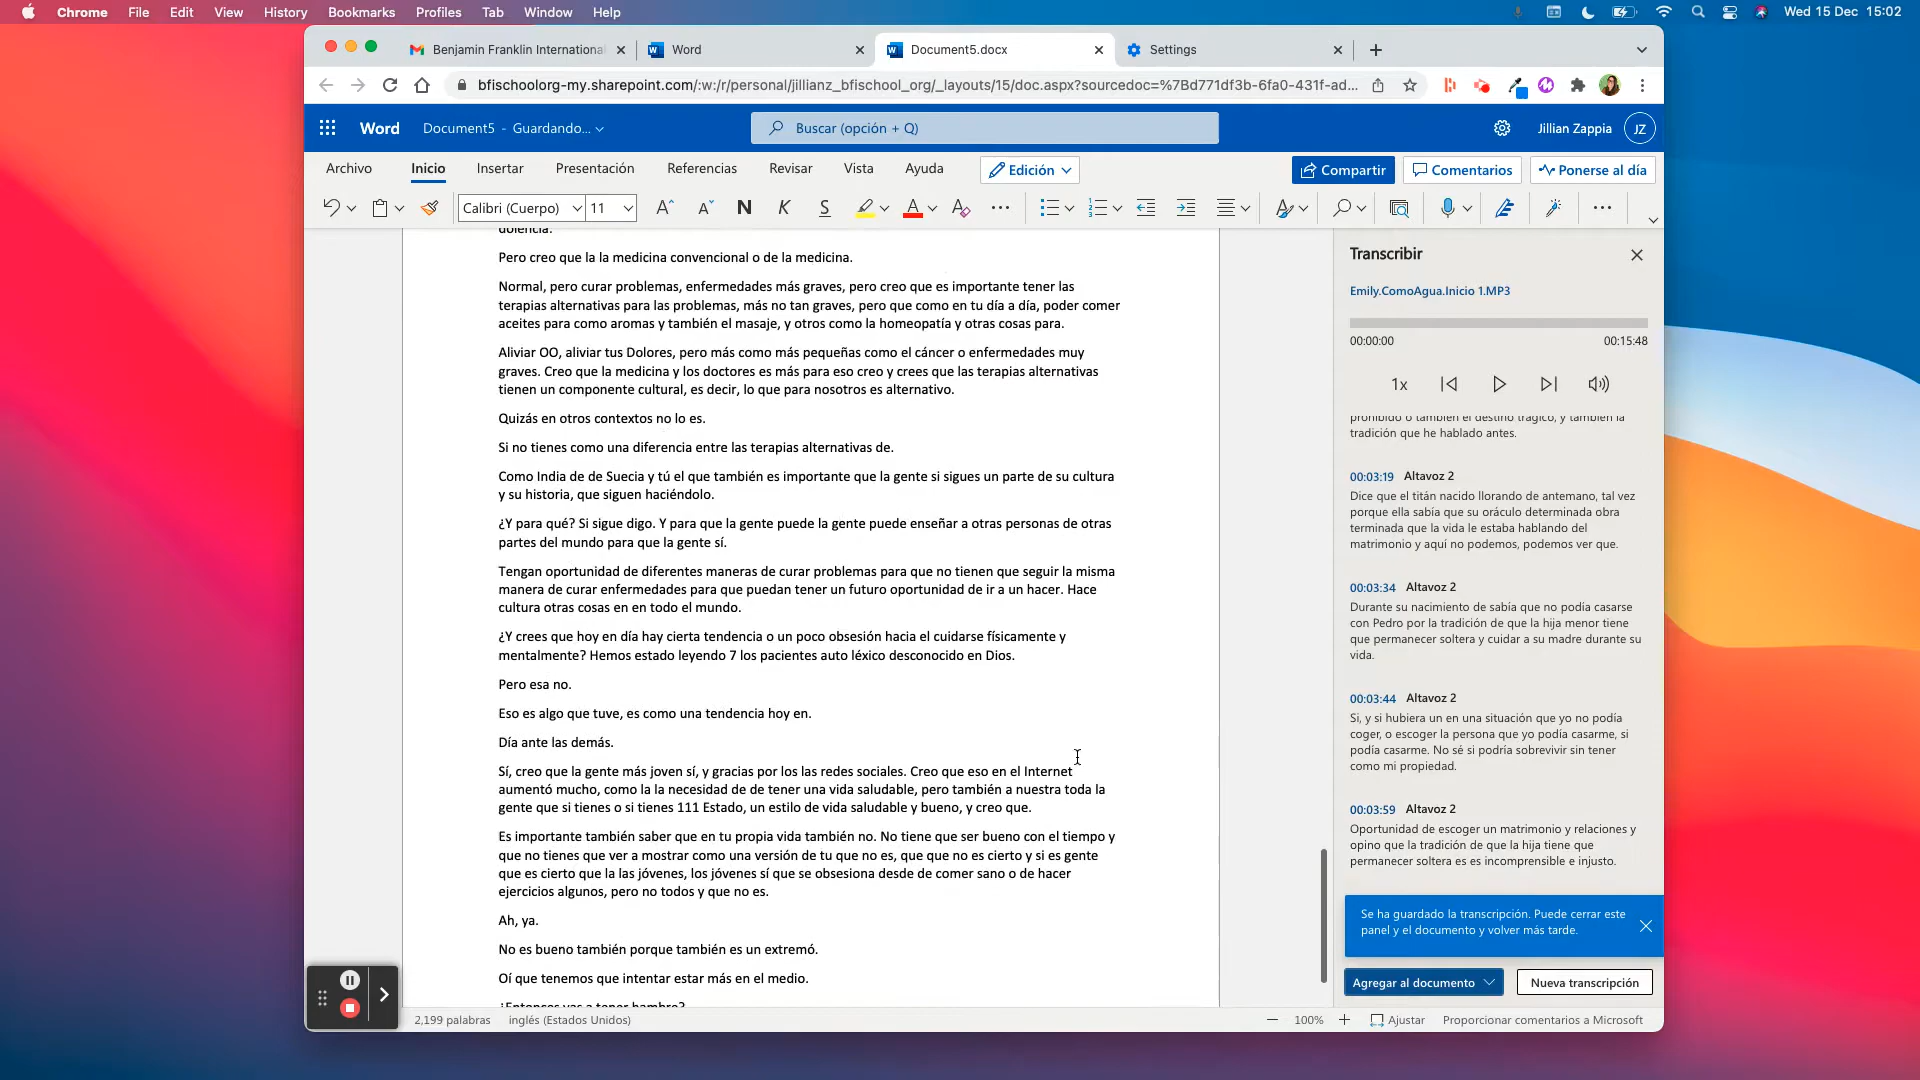 Chrome File Edit View History Bookmarks Profiles Tab Window Help
Wed 15 Dec 15:02
Benjamin Franklin International
Word
Document5.docx
Settings
bfischoolorg-my.sharepoint.com/:w:/r/personal/jillianz_bfischool_org/_layouts/15/doc.aspx?sourcedoc=%7Bd771df3b-6fa0-431f-ad...
Word Document5 - Guardando...
Buscar (opción + Q)
Jillian Zappia JZ
Archivo Inicio Insertar Presentación Referencias Revisar Vista Ayuda
Edición
Compartir
Comentarios
Ponerse al día
Calibri (Cuerpo) 11
N K S
dolencia.
Pero creo que la la medicina convencional o de la medicina.
Normal, pero curar problemas, enfermedades más graves, pero creo que es importante tener las
terapias alternativas para las problemas, más no tan graves, pero que como en tu día a día, poder comer
aceites para como aromas y también el masaje, y otros como la homeopatía y otras cosas para.
Aliviar OO, aliviar tus Dolores, pero más como más pequeñas como el cáncer o enfermedades muy
graves. Creo que la medicina y los doctores es más para eso creo y crees que las terapias alternativas
tienen un componente cultural, es decir, lo que para nosotros es alternativo.
Quizás en otros contextos no lo es.
Si no tienes como una diferencia entre las terapias alternativas de.
Como India de de Suecia y tú el que también es importante que la gente si sigues un parte de su cultura
y su historia, que siguen haciéndolo.
¿Y para qué? Si sigue digo. Y para que la gente puede la gente puede enseñar a otras personas de otras
partes del mundo para que la gente sí.
Tengan oportunidad de diferentes maneras de curar problemas para que no tienen que seguir la misma
manera de curar enfermedades para que puedan tener un futuro oportunidad de ir a un hacer. Hace
cultura otras cosas en en todo el mundo.
¿Y crees que hoy en día hay cierta tendencia o un poco obsesión hacia el cuidarse físicamente y
mentalmente? Hemos estado leyendo 7 los pacientes auto léxico desconocido en Dios.
Pero esa no.
Eso es algo que tuve, es como una tendencia hoy en.
Día ante las demás.
Sí, creo que la gente más joven sí, y gracias por los las redes sociales. Creo que eso en el Internet
aumentó mucho, como la la necesidad de de tener una vida saludable, pero también a nuestra toda la
gente que si tienes o si tienes 111 Estado, un estilo de vida saludable y bueno, y creo que.
Es importante también saber que en tu propia vida también no. No tiene que ser bueno con el tiempo y
que no tienes que ver a mostrar como una versión de tu que no es, que que no es cierto y si es gente
que es cierto que la las jóvenes, los jóvenes sí que se obsesiona desde de comer sano o de hacer
ejercicios algunos, pero no todos y que no es.
Ah, ya.
No es bueno también porque también es un extremó.
Oí que tenemos que intentar estar más en el medio.
¿Entonces vas a tener hambre?
Transcribir
Emily.ComoAgua.Inicio 1.MP3
00:00:00 00:15:48
1x
prohibido o también el destino trágico, y también la
tradición que he hablado antes.
00:03:19 Altavoz 2
Dice que el titán nacido llorando de antemano, tal vez
porque ella sabía que su oráculo determinada obra
terminada que la vida le estaba hablando del
matrimonio y aquí no podemos, podemos ver que.
00:03:34 Altavoz 2
Durante su nacimiento de sabía que no podía casarse
con Pedro por la tradición de que la hija menor tiene
que permanecer soltera y cuidar a su madre durante su
vida.
00:03:44 Altavoz 2
Si, y si hubiera un en una situación que yo no podía
coger, o escoger la persona que yo podía casarme, si
podía casarme. No sé si podría sobrevivir sin tener
como mi propiedad.
00:03:59 Altavoz 2
Oportunidad de escoger un matrimonio y relaciones y
opino que la tradición de que la hija tiene que
permanecer soltera es es incomprensible e injusto.
Se ha guardado la transcripción. Puede cerrar este
panel y el documento y volver más tarde.
Agregar al documento
Nueva transcripción
2,199 palabras inglés (Estados Unidos)
100% Ajustar Proporcionar comentarios a Microsoft